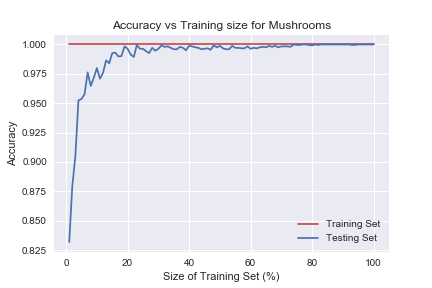 Accuracy vs Training size for Mushrooms
1.000
0.975
0.950
0.925
0.900
0.875
0.850
0.825
Accuracy
0 20 40 60 80 100
Size of Training Set (%)
Training Set
Testing Set